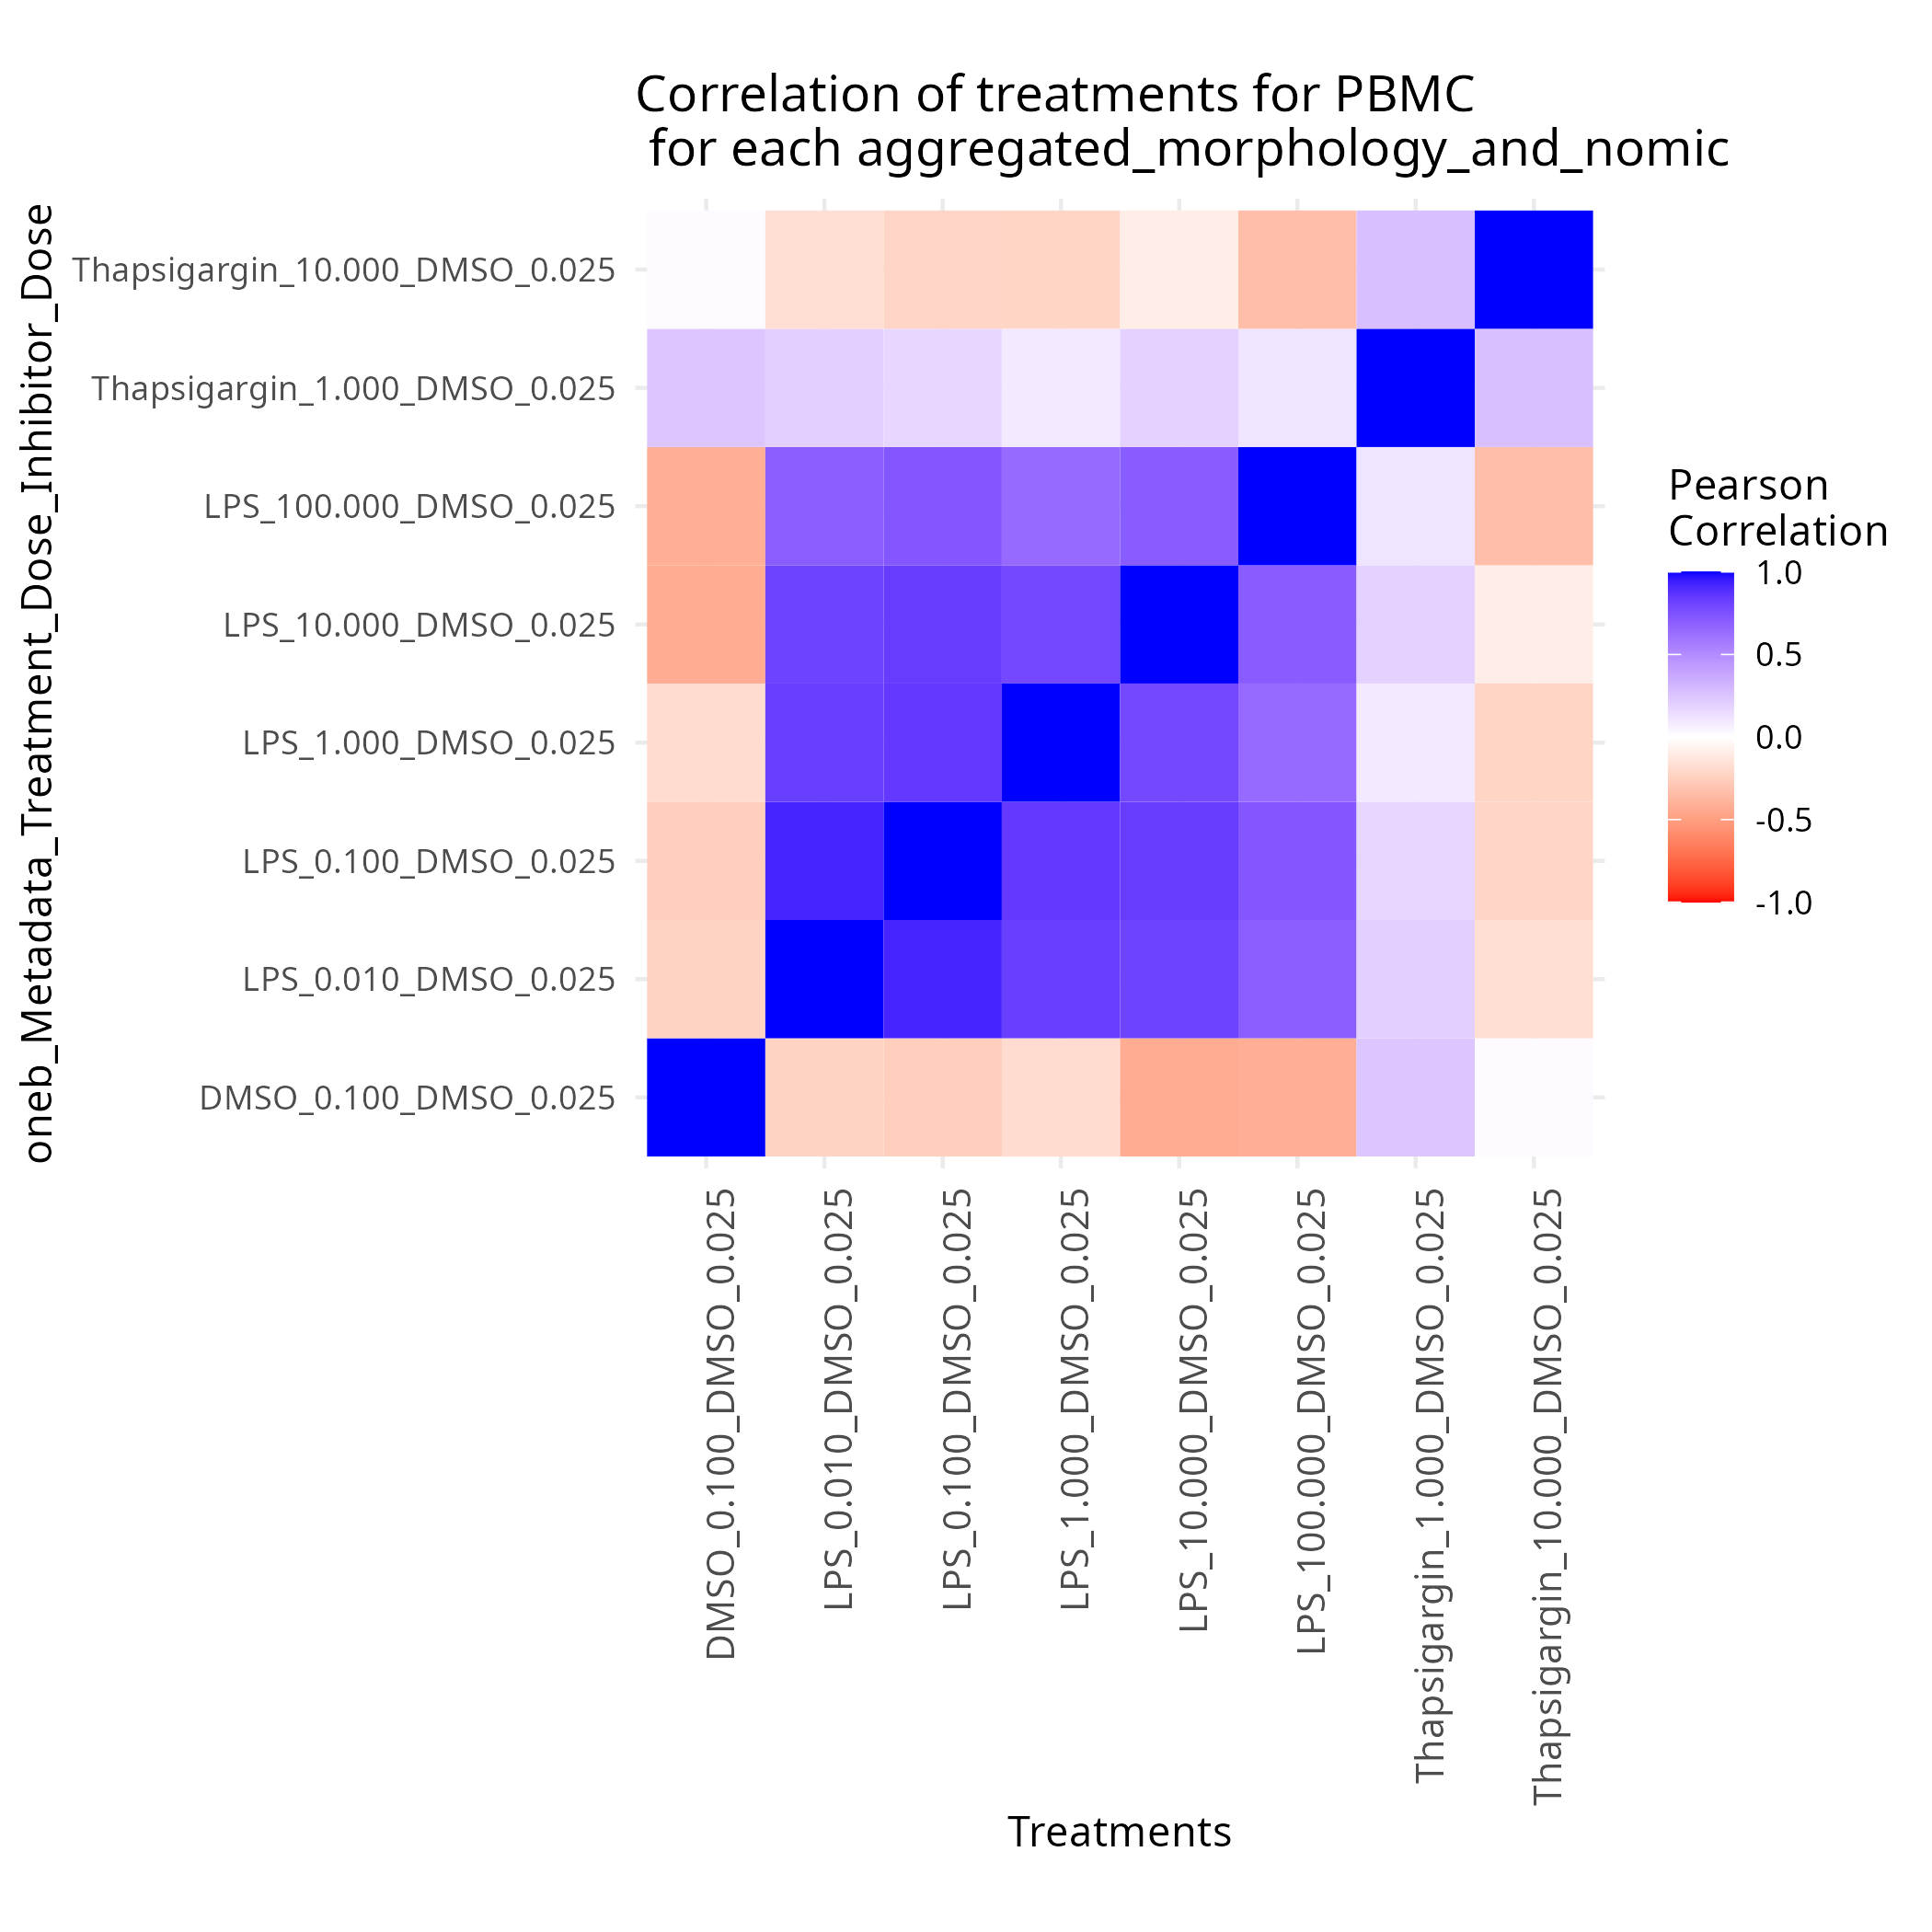 Correlation of treatments for PBMC
for each aggregated_morphology_and_nomic
oneb_Metadata_Treatment_Dose_Inhibitor_Dose
Thapsigargin_10.000_DMSO_0.025
Thapsigargin_1.000_DMSO_0.025
LPS_100.000_DMSO_0.025
LPS_10.000_DMSO_0.025
LPS_1.000_DMSO_0.025
LPS_0.100_DMSO_0.025
LPS_0.010_DMSO_0.025
DMSO_0.100_DMSO_0.025
DMSO_0.100_DMSO_0.025
LPS_0.010_DMSO_0.025
LPS_0.100_DMSO_0.025
LPS_1.000_DMSO_0.025
LPS_10.000_DMSO_0.025
LPS_100.000_DMSO_0.025
Thapsigargin_1.000_DMSO_0.025
Thapsigargin_10.000_DMSO_0.025
Treatments
Pearson
Correlation
1.0
0.5
0.0
-0.5
-1.0